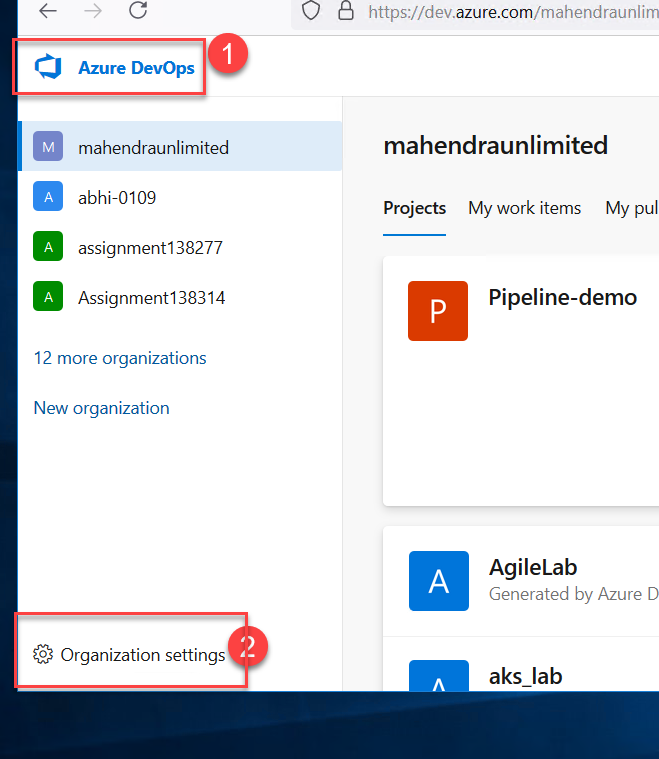 https://dev.azure.com/mahendraunlim
Azure DevOps
1
M mahendraunlimited
A abhi-0109
A assignment138277
A Assignment138314
12 more organizations
New organization
Organization settings
2
mahendraunlimited
Projects My work items My pul
P Pipeline-demo
A AgileLab
Generated by Azure D
A aks_lab